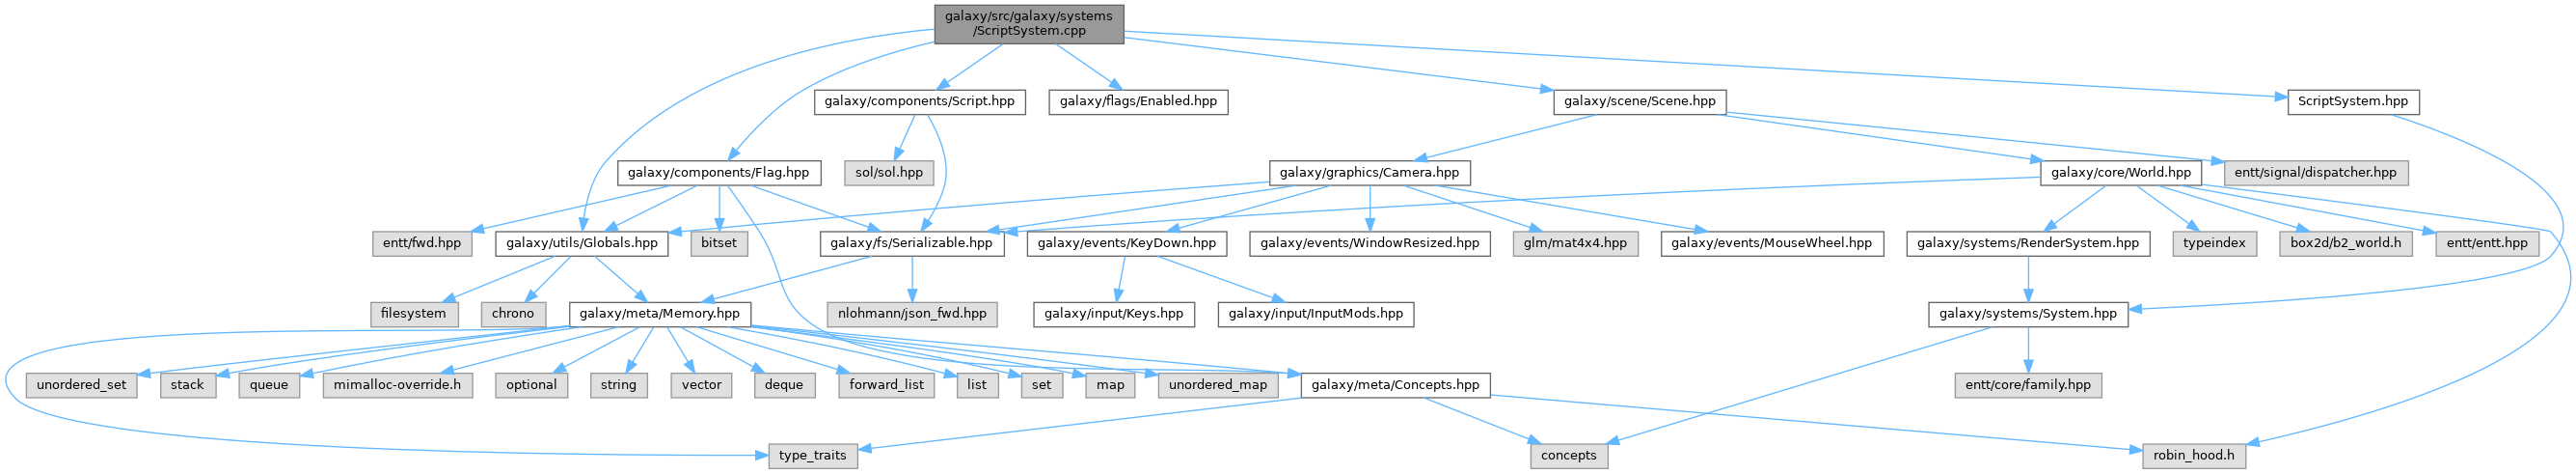 galaxy/src/galaxy/systems
/ScriptSystem.cpp
galaxy/components/Script.hpp
galaxy/flags/Enabled.hpp
galaxy/scene/Scene.hpp
ScriptSystem.hpp
galaxy/components/Flag.hpp
sol/sol.hpp
galaxy/graphics/Camera.hpp
galaxy/core/World.hpp
entt/signal/dispatcher.hpp
entt/fwd.hpp
galaxy/utils/Globals.hpp
bitset
galaxy/fs/Serializable.hpp
galaxy/events/KeyDown.hpp
galaxy/events/WindowResized.hpp
glm/mat4x4.hpp
galaxy/events/MouseWheel.hpp
galaxy/systems/RenderSystem.hpp
typeindex
box2d/b2_world.h
entt/entt.hpp
filesystem
chrono
galaxy/meta/Memory.hpp
nlohmann/json_fwd.hpp
galaxy/input/Keys.hpp
galaxy/input/InputMods.hpp
galaxy/systems/System.hpp
unordered_set
stack
queue
mimalloc-override.h
optional
string
vector
deque
forward_list
list
set
map
unordered_map
galaxy/meta/Concepts.hpp
entt/core/family.hpp
type_traits
concepts
robin_hood.h